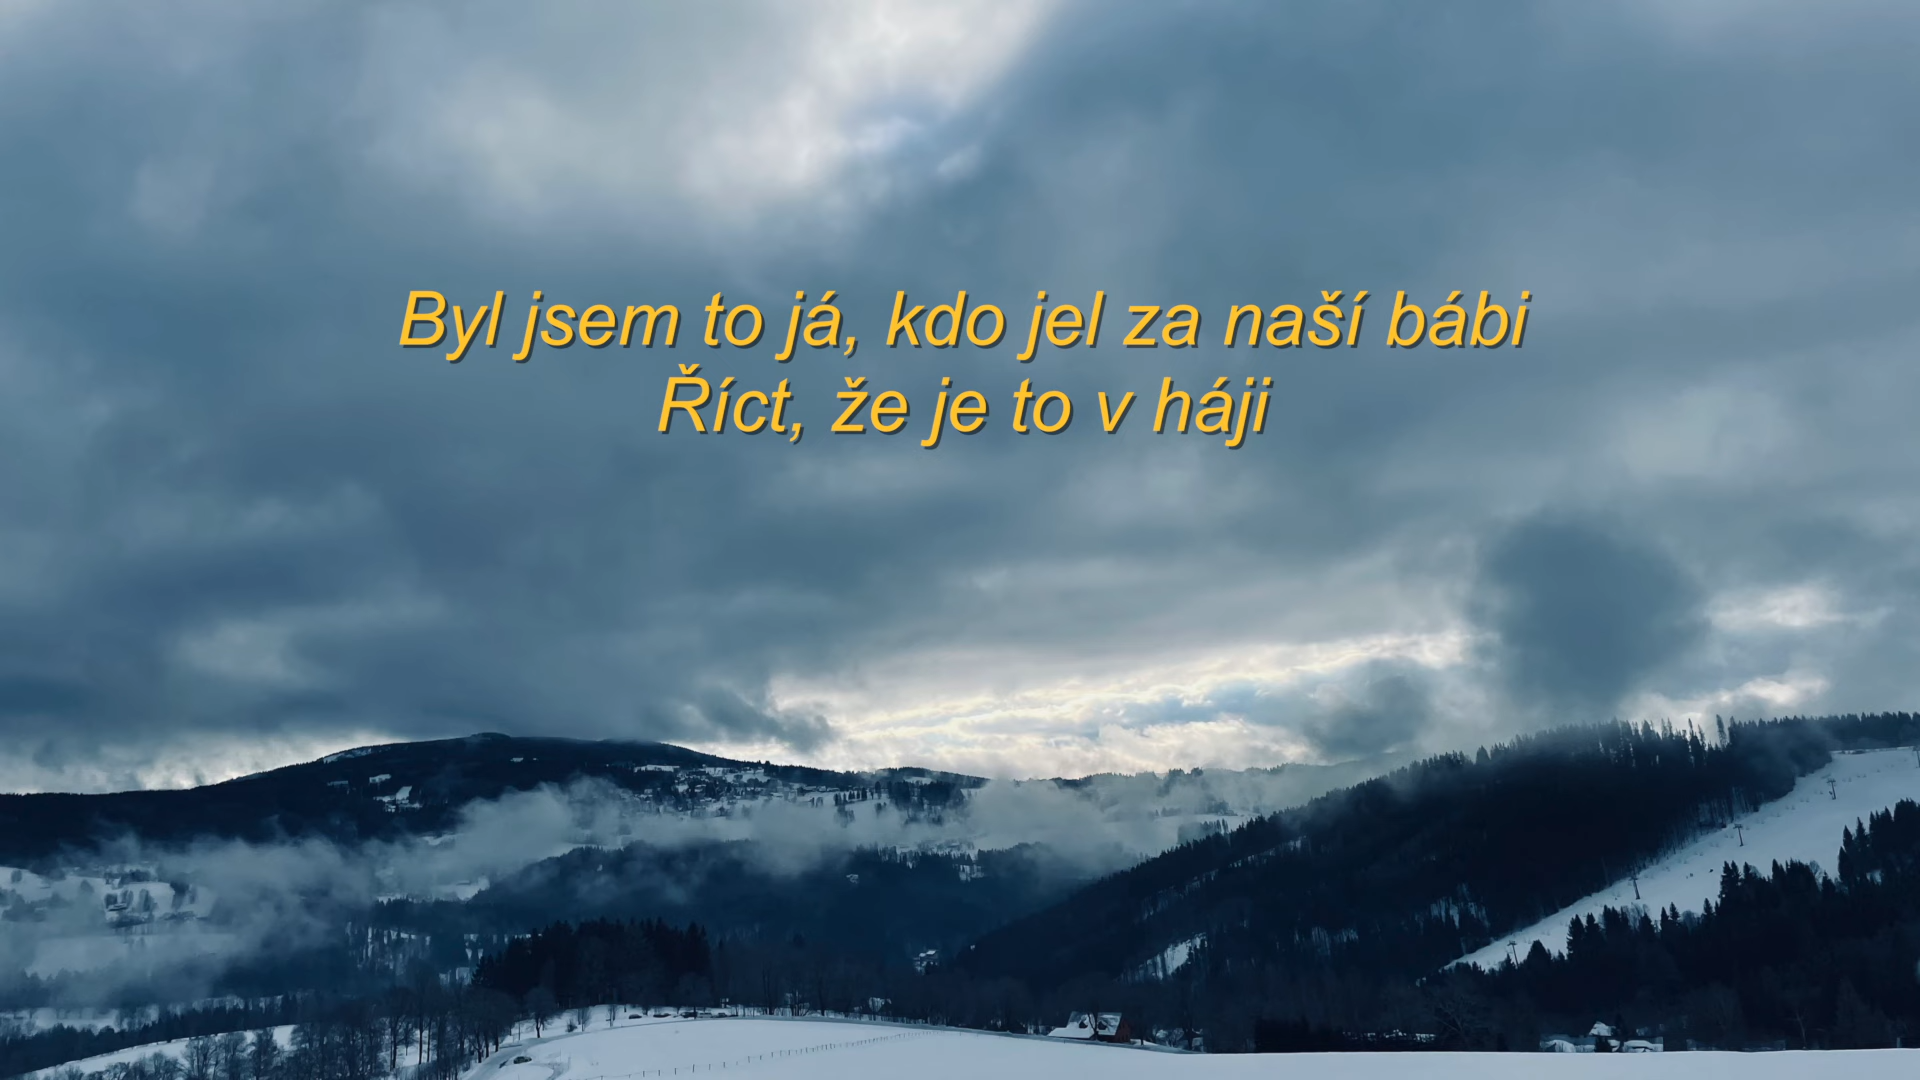 Byl jsem to já, kdo jel za naší bábi
Říct, že je to v háji